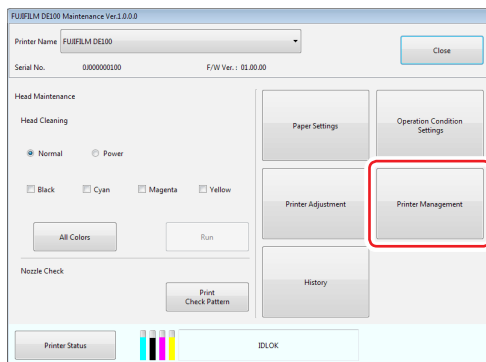 FUJIFILM DE100 Maintenance Ver.1.0.0.0
Printer Name FUJIFILM DE100
Close
Serial No. 0J000000100 F/W Ver. : 01.00.00
Head Maintenance
Head Cleaning
Normal Power
Black Cyan Magenta Yellow
All Colors Run
Nozzle Check
Print
Check Pattern
Paper Settings
Operation Condition
Settings
Printer Adjustment
Printer Management
History
Printer Status
IDLOK